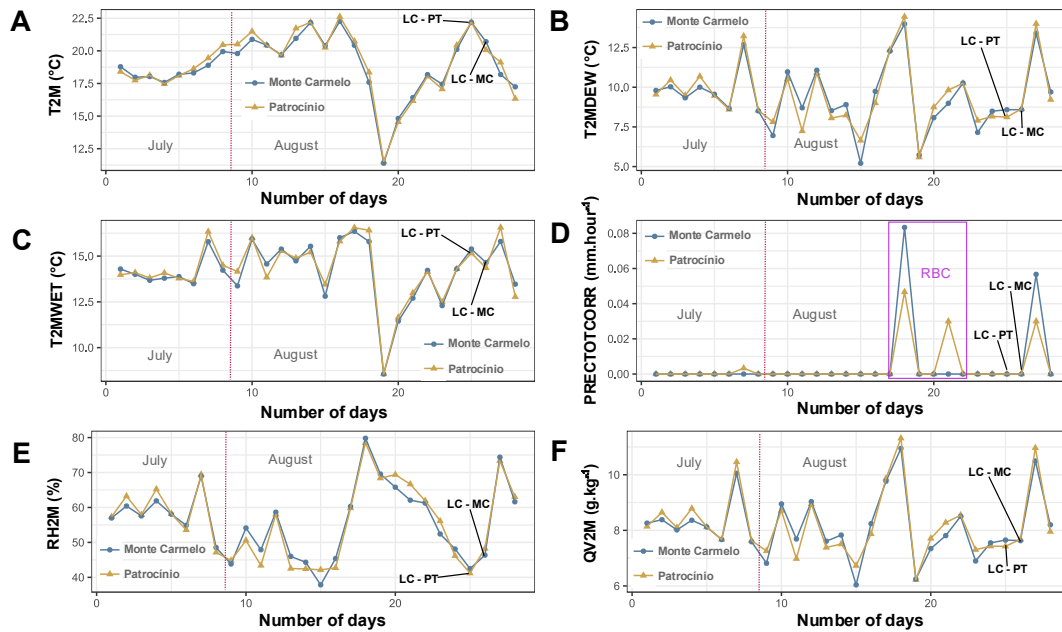 A
T2M (°C)
22.5
20.0
17.5
15.0
12.5
0
10
20
Number of days
July
August
Monte Carmelo
Patrocínio
LC - PT
LC - MC
B
T2MDEW (°C)
12.5
10.0
7.5
5.0
0
10
20
Number of days
July
August
Monte Carmelo
Patrocínio
LC - PT
LC - MC
C
T2MWET (°C)
15.0
12.5
10.0
0
10
20
Number of days
July
August
Monte Carmelo
Patrocínio
LC - PT
LC - MC
D
PRECTOTCORR (mm.hour⁻¹)
0.08
0.06
0.04
0.02
0.00
0
10
20
Number of days
July
August
Monte Carmelo
Patrocínio
RBC
LC - MC
LC - PT
E
RH2M (%)
80
70
60
50
40
0
10
20
Number of days
July
August
Monte Carmelo
Patrocínio
LC - MC
LC - PT
F
QV2M (g.kg⁻¹)
10
8
6
0
10
20
Number of days
July
August
Monte Carmelo
Patrocínio
LC - MC
LC - PT